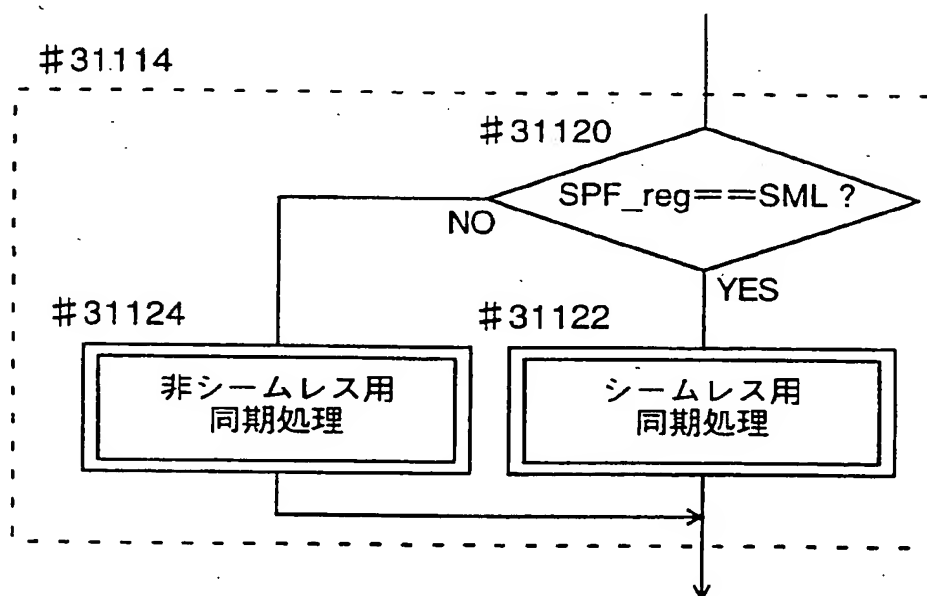 #31114
#31120
SPF_reg==SML ?
NO
YES
#31124
#31122
非シームレス用
同期処理
シームレス用
同期処理